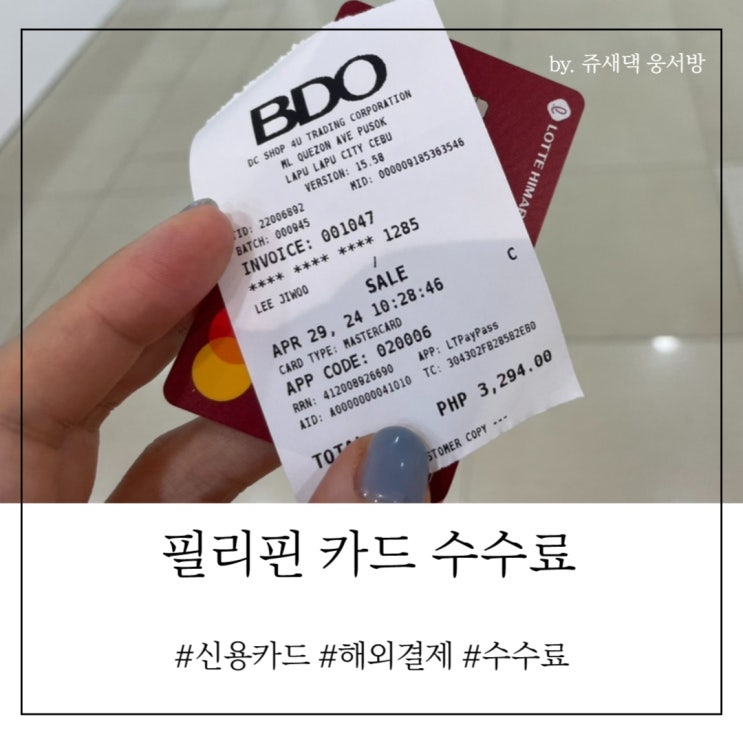 by. 쥬새댁 웅서방
BDO
DC SHOP 4U TRADING CORPORATION
ML QUEZON AVE PUSOK
LAPU LAPU CITY CEBU
VERSION: 15.58
MID: 000009185363546
TID: 22006892
BATCH: 000945
INVOICE: 001047
**** **** **** 1285
/ C
LEE JIWOO
SALE
APR 29, 24 10:28:46
CARD TYPE: MASTERCARD
APP CODE: 020006
RRN: 412008926690 APP: LTPayPass
AID: A0000000041010 TC: 304302FB285B2EB0
PHP 3,294.00
COPY ---
LOTTE
필리핀 카드 수수료
#신용카드 #해외결제 #수수료